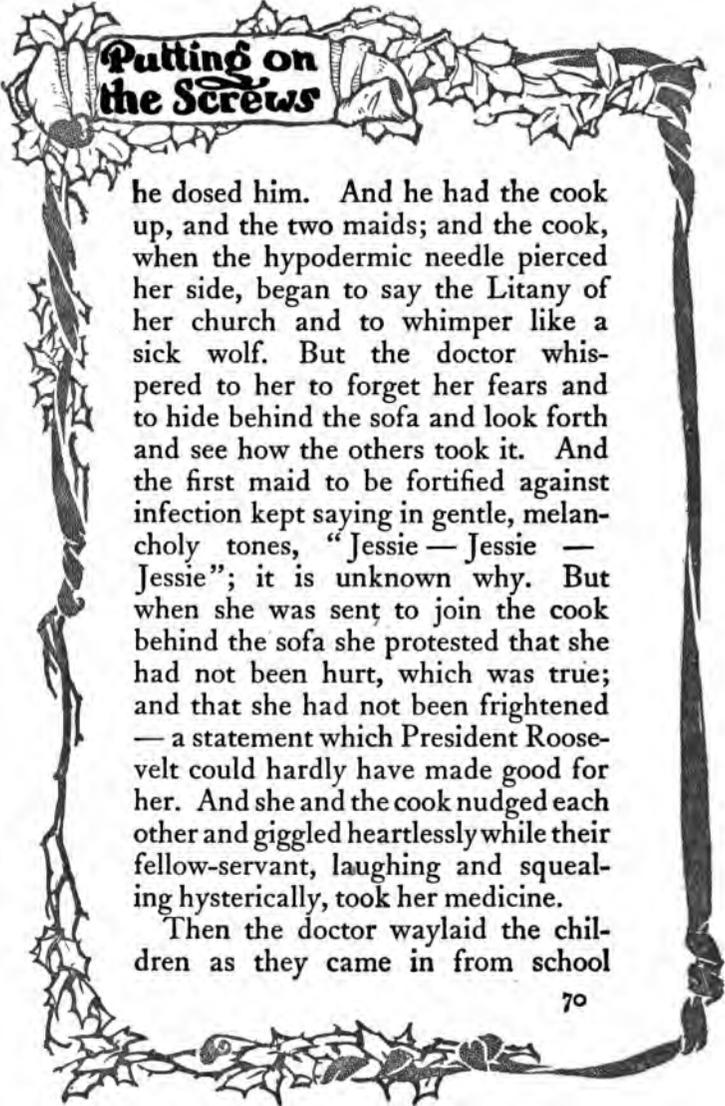 Putting on
the Screws
he dosed him. And he had the cook
up, and the two maids; and the cook,
when the hypodermic needle pierced
her side, began to say the Litany of
her church and to whimper like a
sick wolf. But the doctor whis-
pered to her to forget her fears and
to hide behind the sofa and look forth
and see how the others took it. And
the first maid to be fortified against
infection kept saying in gentle, melan-
choly tones, “Jessie — Jessie —
Jessie”; it is unknown why. But
when she was sent to join the cook
behind the sofa she protested that she
had not been hurt, which was true;
and that she had not been frightened
— a statement which President Roose-
velt could hardly have made good for
her. And she and the cook nudged each
other and giggled heartlessly while their
fellow-servant, laughing and squeal-
ing hysterically, took her medicine.
Then the doctor waylaid the chil-
dren as they came in from school
70